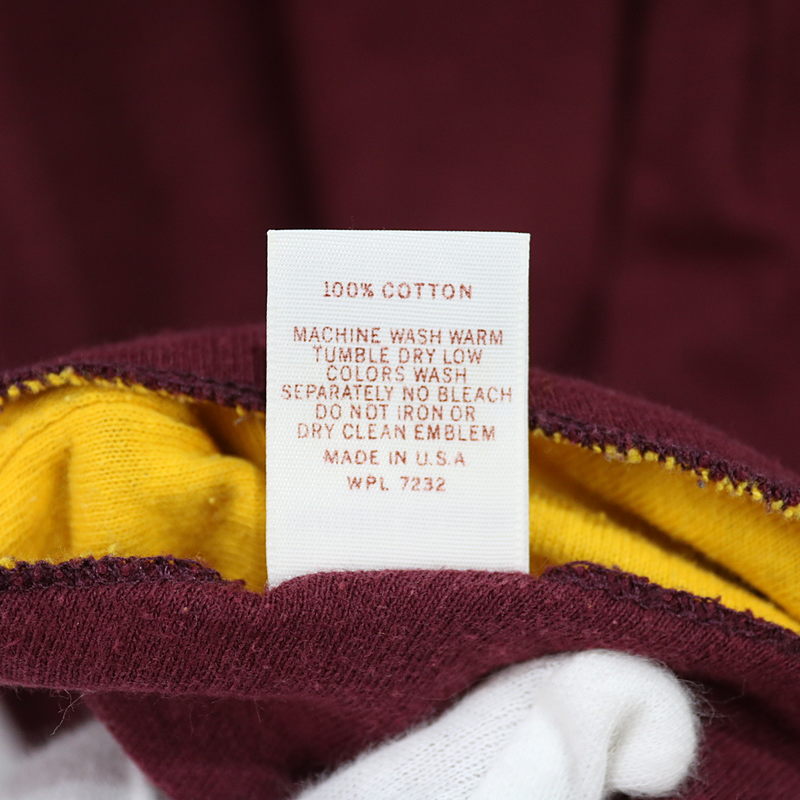 100% COTTON
MACHINE WASH WARM
TUMBLE DRY LOW
COLORS WASH
SEPARATELY NO BLEACH
DO NOT IRON OR
DRY CLEAN EMBLEM
MADE IN U.S.A
WPL 7232